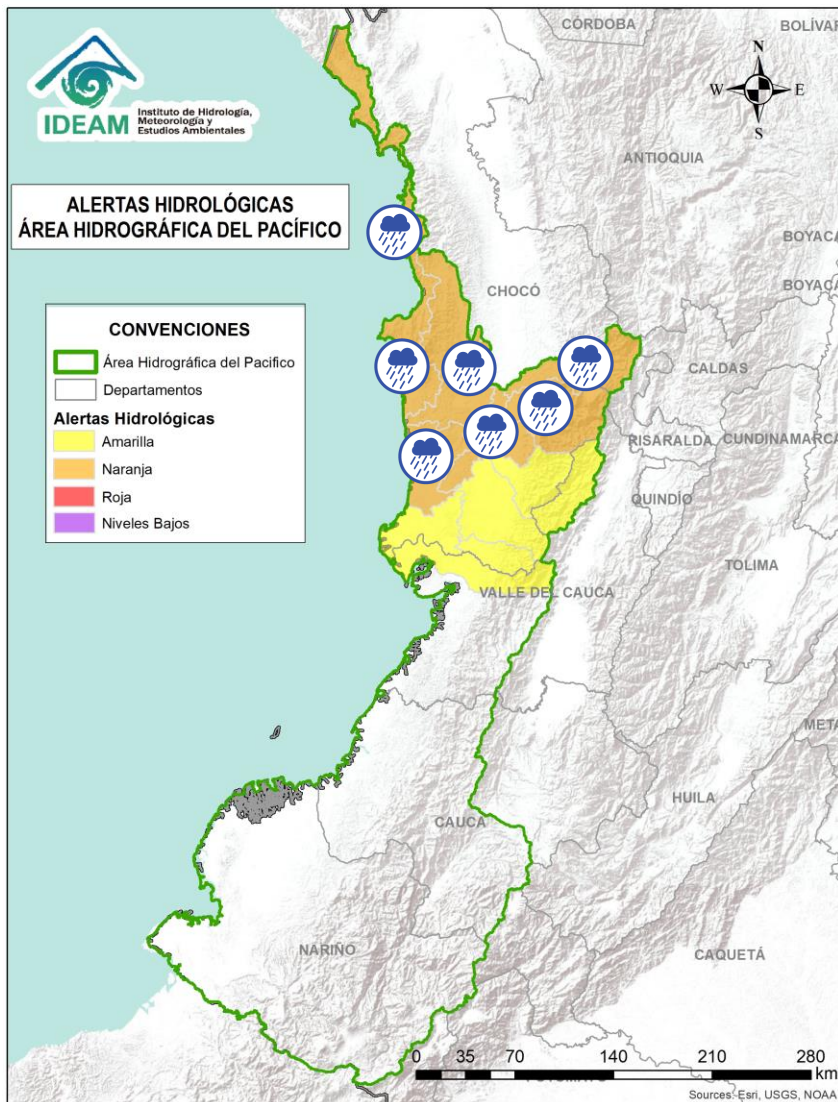 CÓRDOBA
BOLÍVAR
N
W
E
S
IDEAM
Instituto de Hidrología,
Meteorología y
Estudios Ambientales
ANTIOQUIA
ALERTAS HIDROLÓGICAS
ÁREA HIDROGRÁFICA DEL PACÍFICO
BOYACÁ
BOYACÁ
CHOCÓ
CONVENCIONES
Área Hidrográfica del Pacifico
Departamentos
Alertas Hidrológicas
Amarilla
Naranja
Roja
Niveles Bajos
CALDAS
RISARALDA
CUNDINAMARCA
QUINDÍO
TOLIMA
VALLE DEL CAUCA
META
HUILA
CAUCA
NARIÑO
CAQUETÁ
0 35 70 140 210 280
km
Sources: Esri, USGS, NOAA